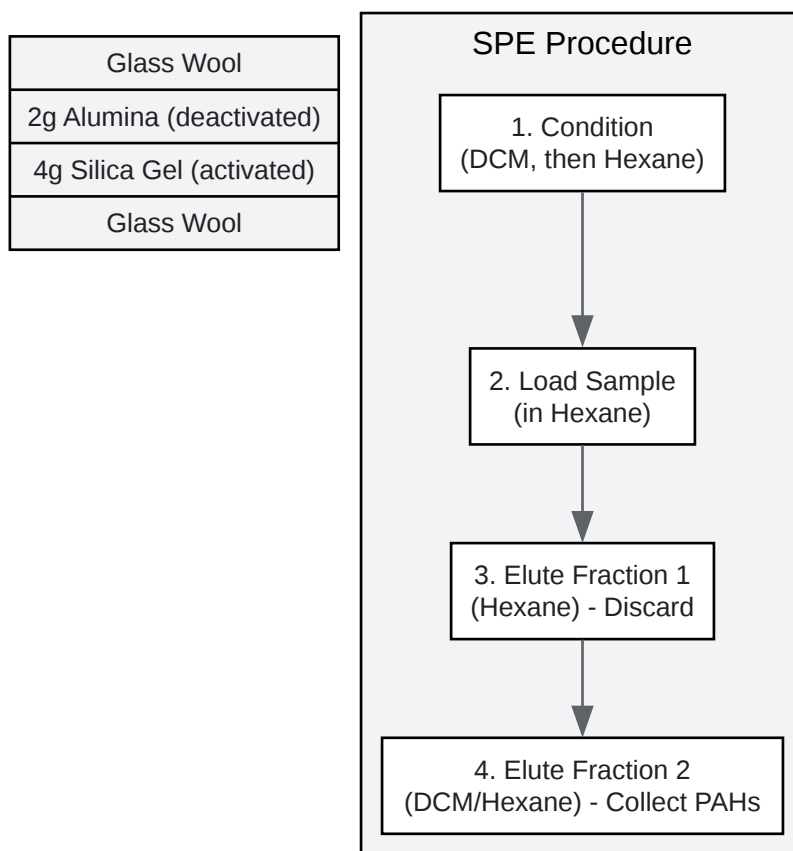 Glass Wool
2g Alumina (deactivated)
4g Silica Gel (activated)
Glass Wool
SPE Procedure
1. Condition
(DCM, then Hexane)
2. Load Sample
(in Hexane)
3. Elute Fraction 1
(Hexane) - Discard
4. Elute Fraction 2
(DCM/Hexane) - Collect PAHs